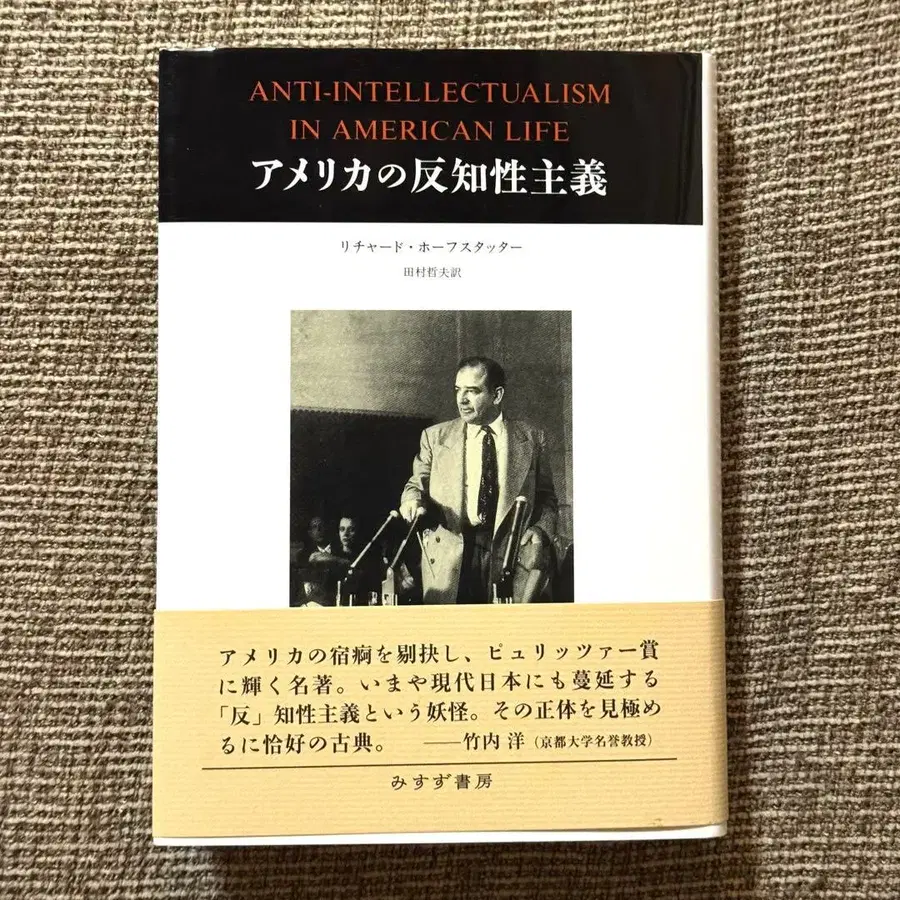 ANTI-INTELLECTUALISM
IN AMERICAN LIFE
アメリカの反知性主義
リチャード・ホーフスタッター
田村哲夫訳
アメリカの宿痾を剔抉し、ピュリッツァー賞
に輝く名著。いまや現代日本にも蔓延する
「反」知性主義という妖怪。その正体を見極め
るに恰好の古典。 ――竹内 洋（京都大学名誉教授）
みすず書房